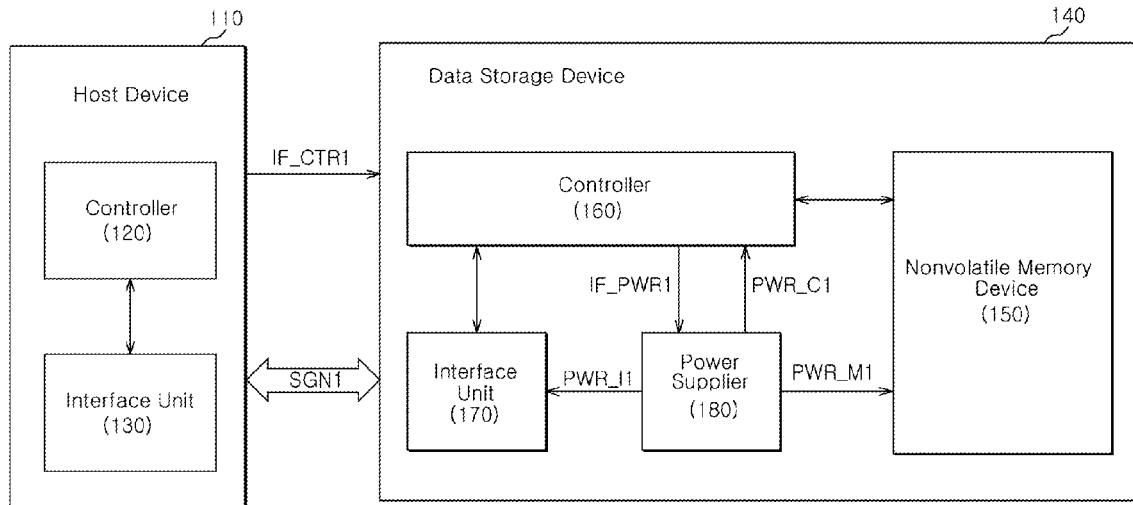 110
140
Host Device
Data Storage Device
IF_CTR1
Controller
(120)
Controller
(160)
Nonvolatile Memory
Device
(150)
IF_PWR1
PWR_C1
Interface Unit
(130)
SGN1
Interface
Unit
(170)
PWR_I1
Power
Supplier
(180)
PWR_M1